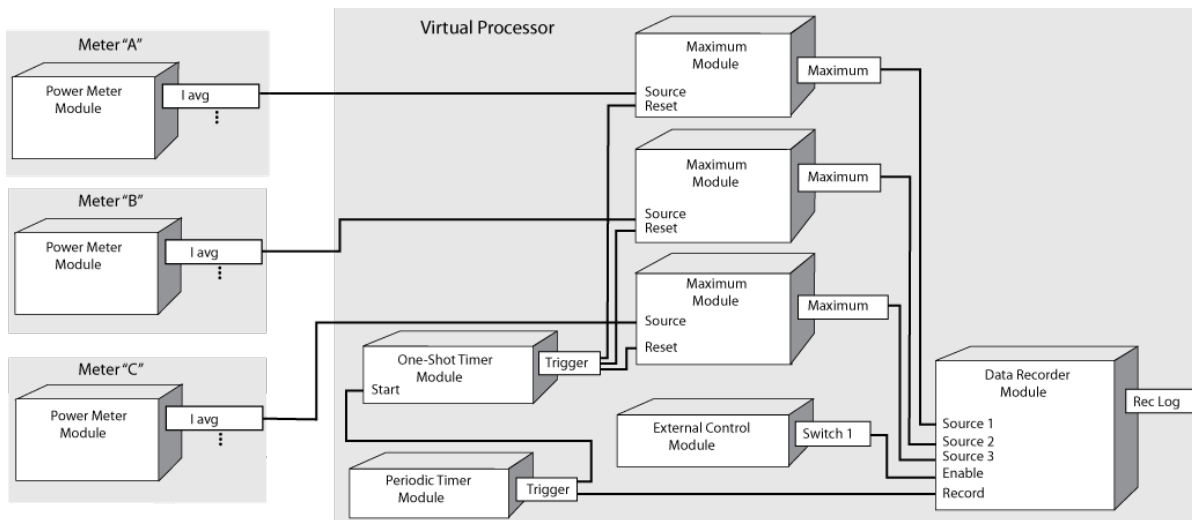 Virtual Processor
Meter "A"
Power Meter
Module
I avg
Meter "B"
Power Meter
Module
I avg
Meter "C"
Power Meter
Module
I avg
Maximum
Module
Source
Reset
Maximum
Maximum
Module
Source
Reset
Maximum
Maximum
Module
Source
Reset
Maximum
One-Shot Timer
Module
Start
Trigger
Periodic Timer
Module
Trigger
External Control
Module
Switch 1
Data Recorder
Module
Source 1
Source 2
Source 3
Enable
Record
Rec Log